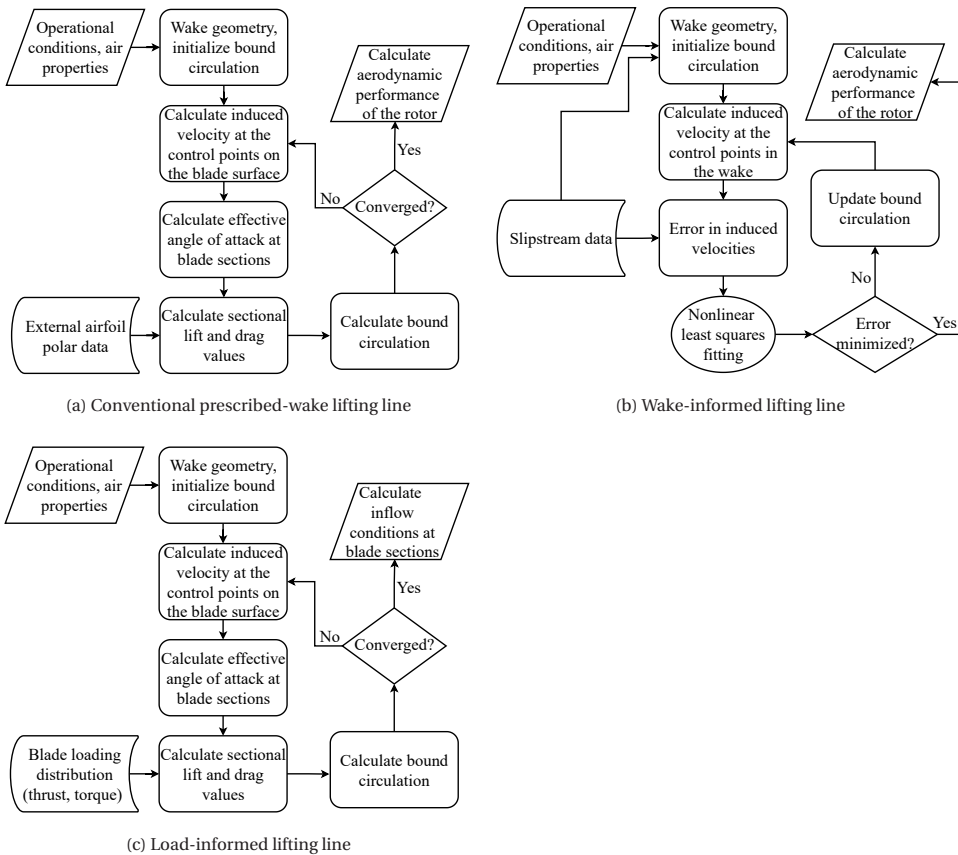 Operational
conditions, air
properties
Wake geometry,
initialize bound
circulation
Calculate
aerodynamic
performance
of the rotor
Calculate induced
velocity at the
control points on
the blade surface
Yes
No
Converged?
Calculate effective
angle of attack at
blade sections
External airfoil
polar data
Calculate sectional
lift and drag
values
Calculate bound
circulation
(a) Conventional prescribed-wake lifting line
Operational
conditions, air
properties
Wake geometry,
initialize bound
circulation
Calculate
aerodynamic
performance
of the rotor
Calculate induced
velocity at the
control points in
the wake
Update bound
circulation
Slipstream data
Error in induced
velocities
No
Nonlinear
least squares
fitting
Error
minimized?
Yes
(b) Wake-informed lifting line
Operational
conditions, air
properties
Wake geometry,
initialize bound
circulation
Calculate
inflow
conditions at
blade sections
Calculate induced
velocity at the
control points on
the blade surface
Yes
No
Converged?
Calculate effective
angle of attack at
blade sections
Blade loading
distribution
(thrust, torque)
Calculate sectional
lift and drag
values
Calculate bound
circulation
(c) Load-informed lifting line